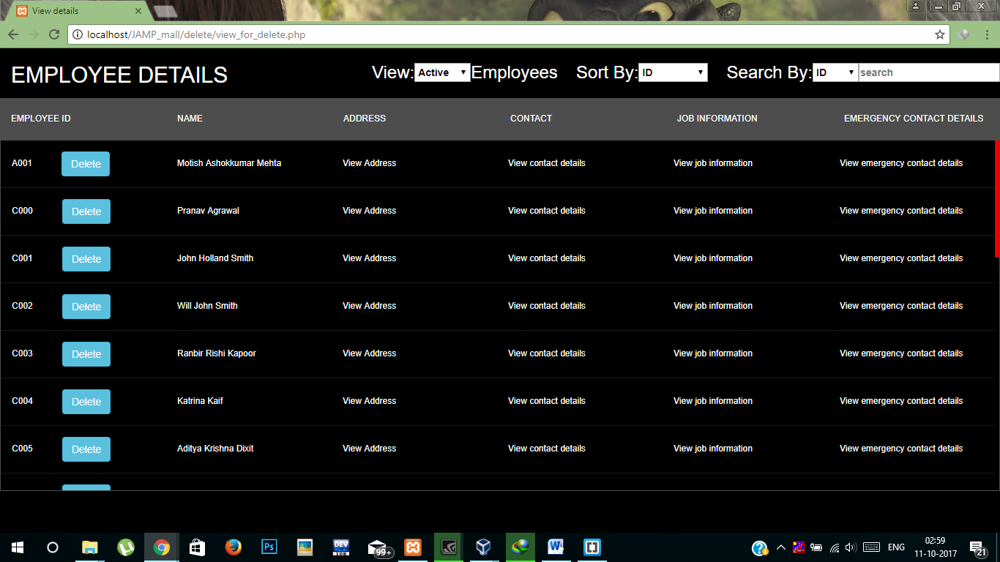 View details
localhost/JAMP_mall/delete/view_for_delete.php
EMPLOYEE DETAILS View: Active Employees Sort By: ID Search By: ID search
EMPLOYEE ID NAME ADDRESS CONTACT JOB INFORMATION EMERGENCY CONTACT DETAILS
A001 Delete Motish Ashokkumar Mehta View Address View contact details View job information View emergency contact details
C000 Delete Pranav Agrawal View Address View contact details View job information View emergency contact details
C001 Delete John Holland Smith View Address View contact details View job information View emergency contact details
C002 Delete Will John Smith View Address View contact details View job information View emergency contact details
C003 Delete Ranbir Rishi Kapoor View Address View contact details View job information View emergency contact details
C004 Delete Katrina Kaif View Address View contact details View job information View emergency contact details
C005 Delete Aditya Krishna Dixit View Address View contact details View job information View emergency contact details
Ps DEV IDE 99+ W ENG 02:59
11-10-2017 21